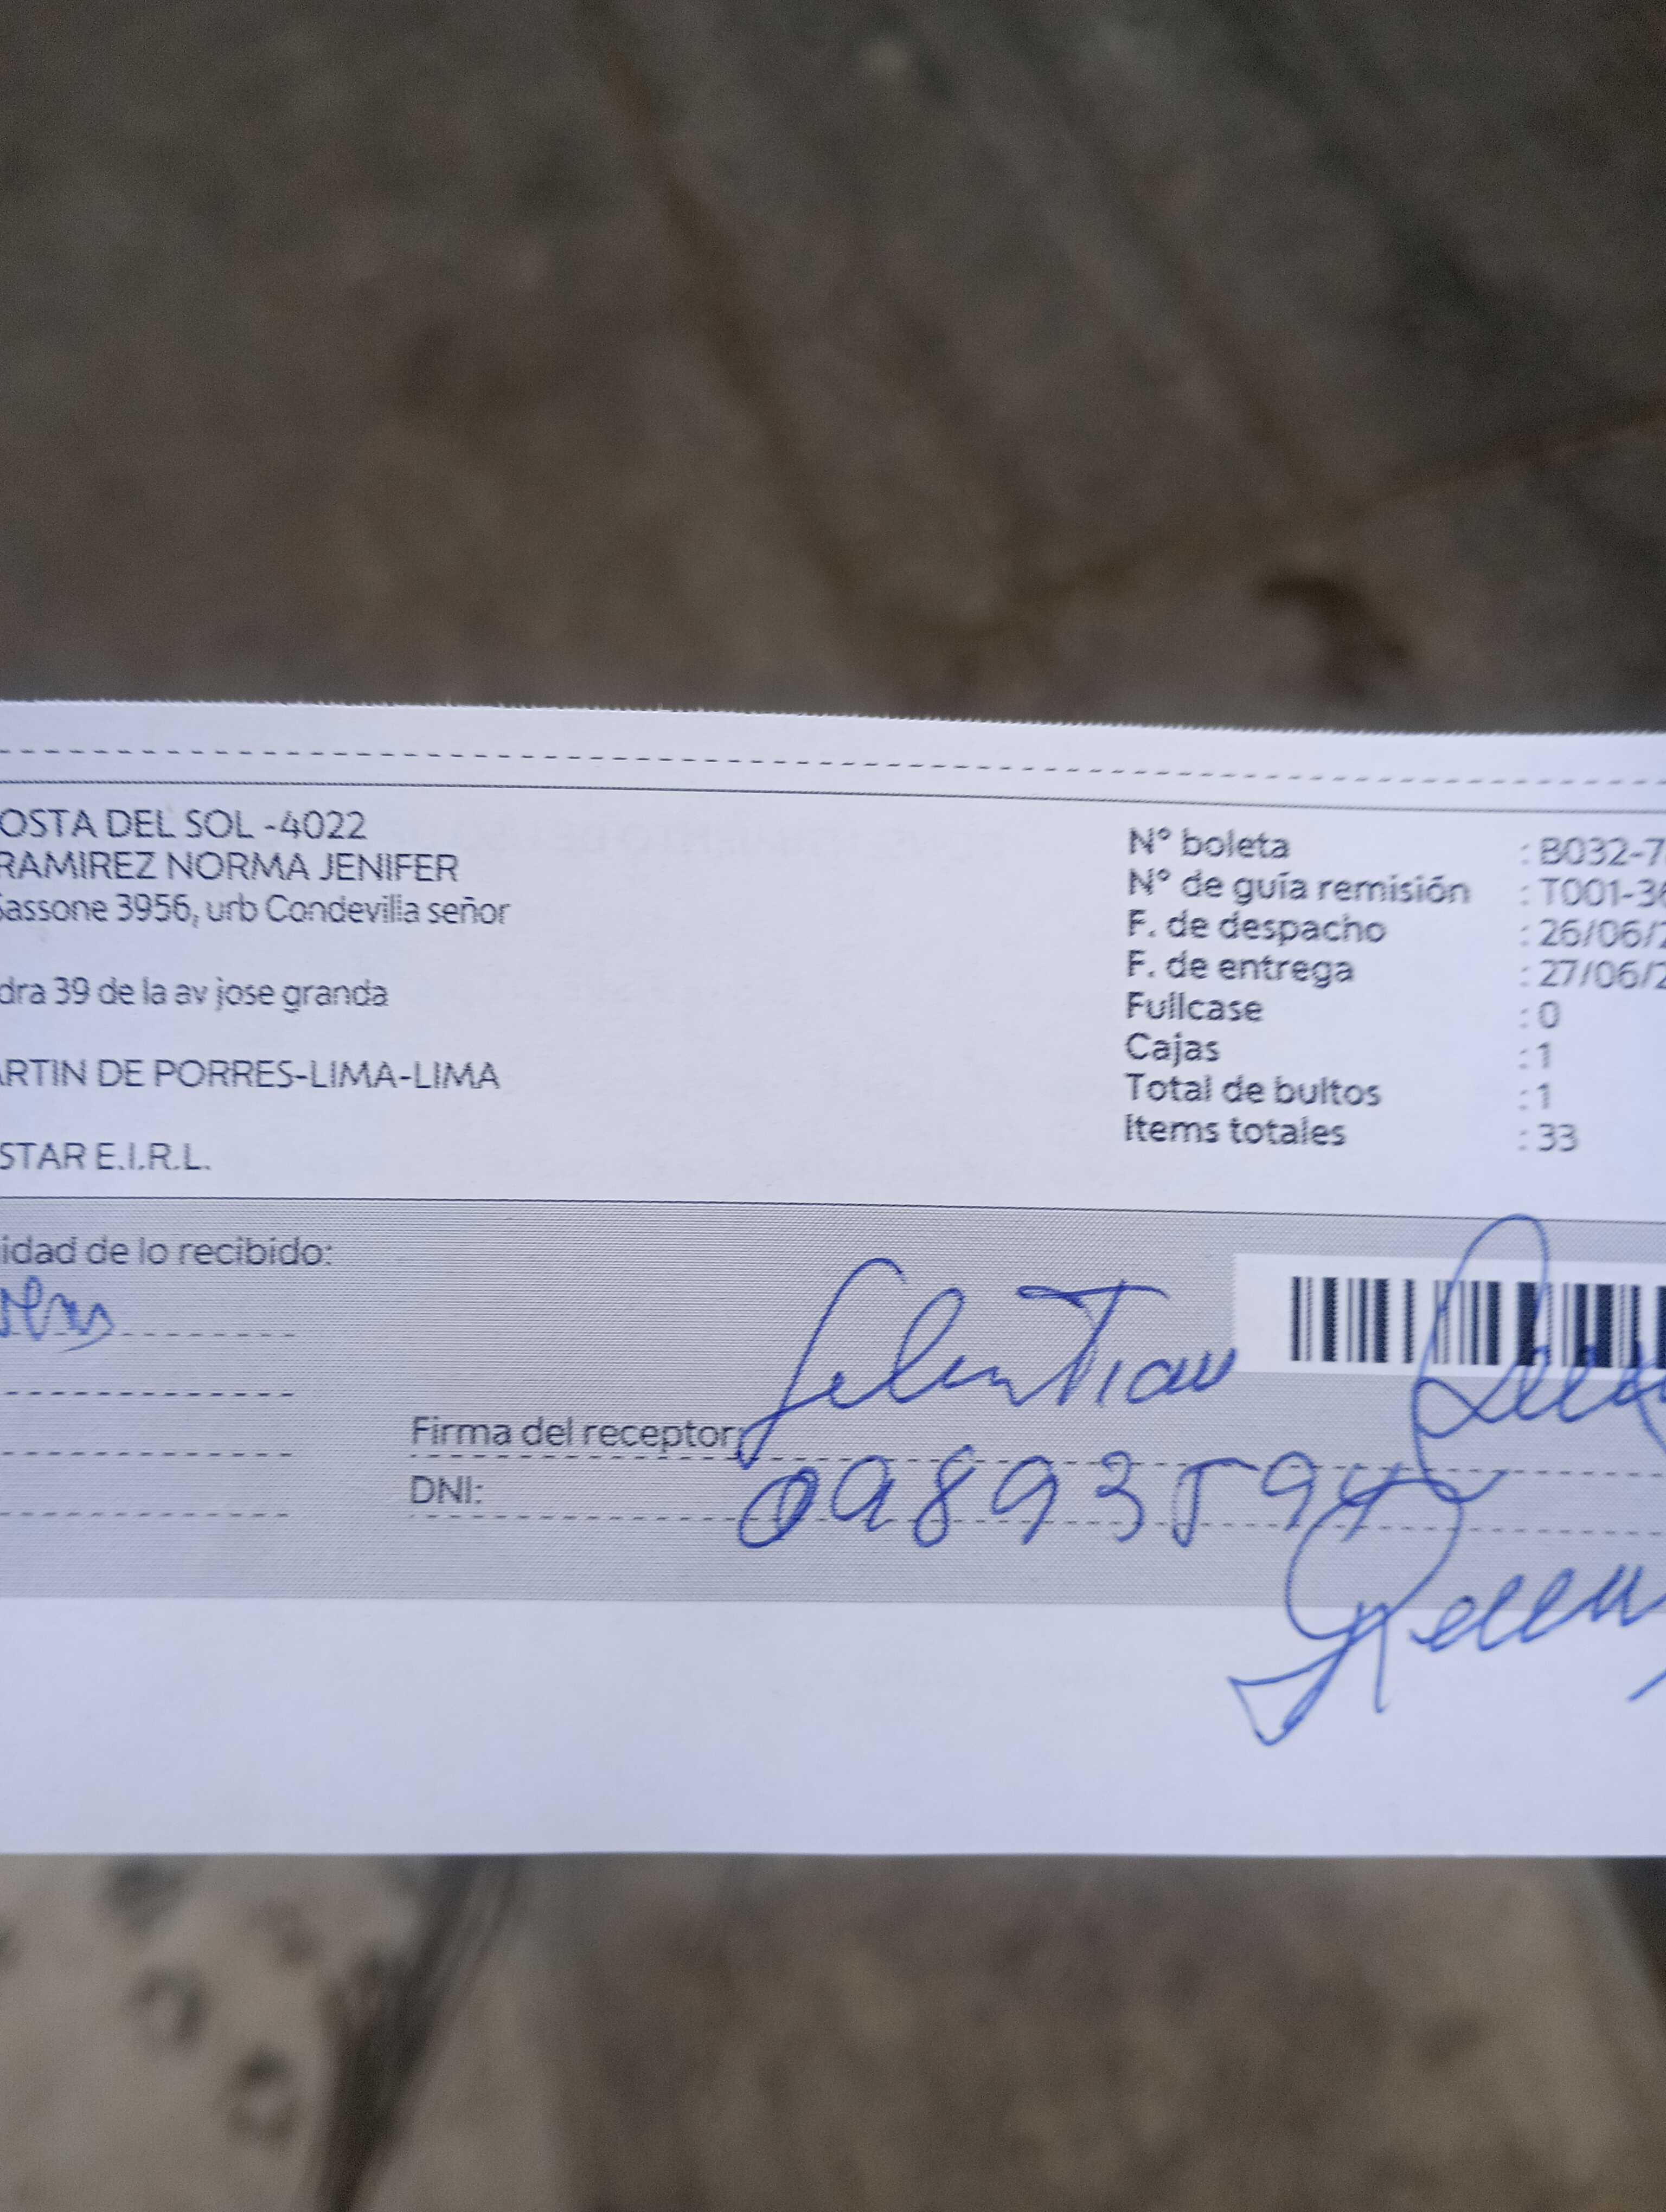 OSTA DEL SOL -4022
RAMIREZ NORMA JENIFER
Sassone 3956, urb Condevilla señor
dra 39 de la av jose granda
ARTIN DE PORRES-LIMA-LIMA
STAR E.I.R.L.
N° boleta : B032-7
N° de guía remisión : T001-36
F. de despacho : 26/06/2
F. de entrega : 27/06/2
Fullcase : 0
Cajas : 1
Total de bultos : 1
Items totales : 33
idad de lo recibido:
Firma del receptor:
DNI: 09893594